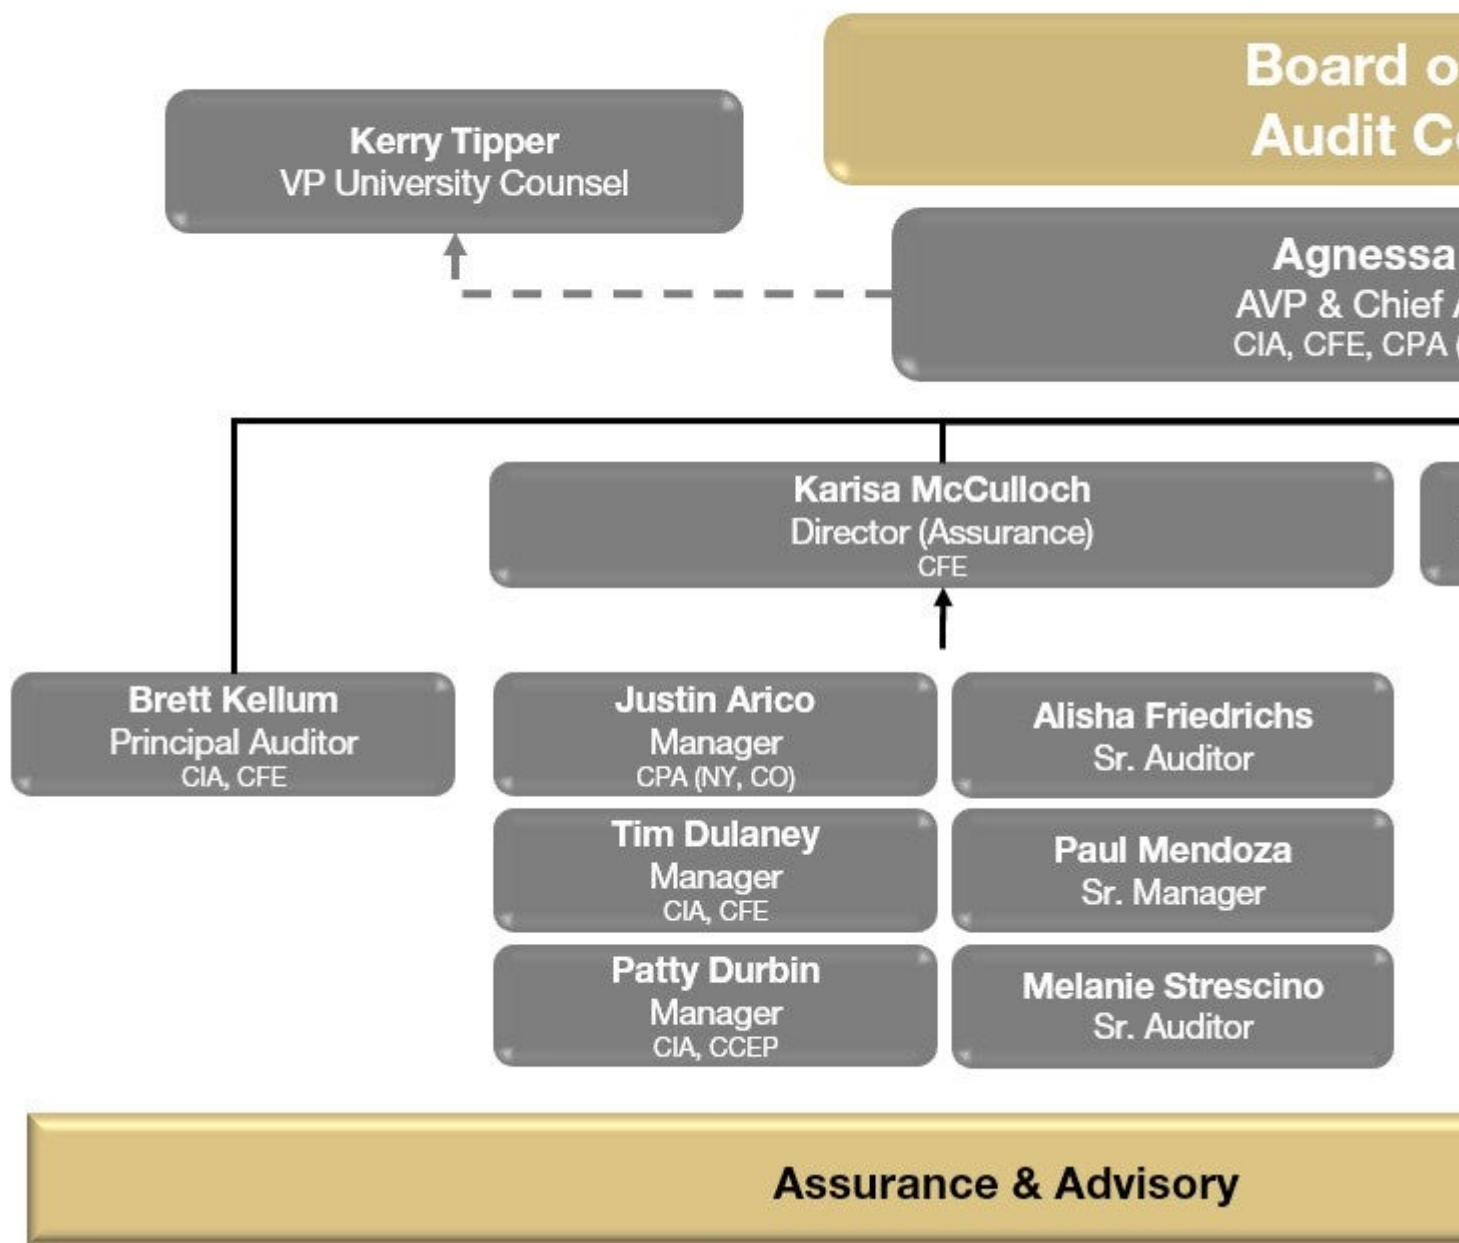 Board o
Audit C
Kerry Tipper
VP University Counsel
Agnessa
AVP & Chief
CIA, CFE, CPA
Karisa McCulloch
Director (Assurance)
CFE
Brett Kellum
Principal Auditor
CIA, CFE
Justin Arico
Manager
CPA (NY, CO)
Alisha Friedrichs
Sr. Auditor
Tim Dulaney
Manager
CIA, CFE
Paul Mendoza
Sr. Manager
Patty Durbin
Manager
CIA, CCEP
Melanie Strescino
Sr. Auditor
Assurance & Advisory